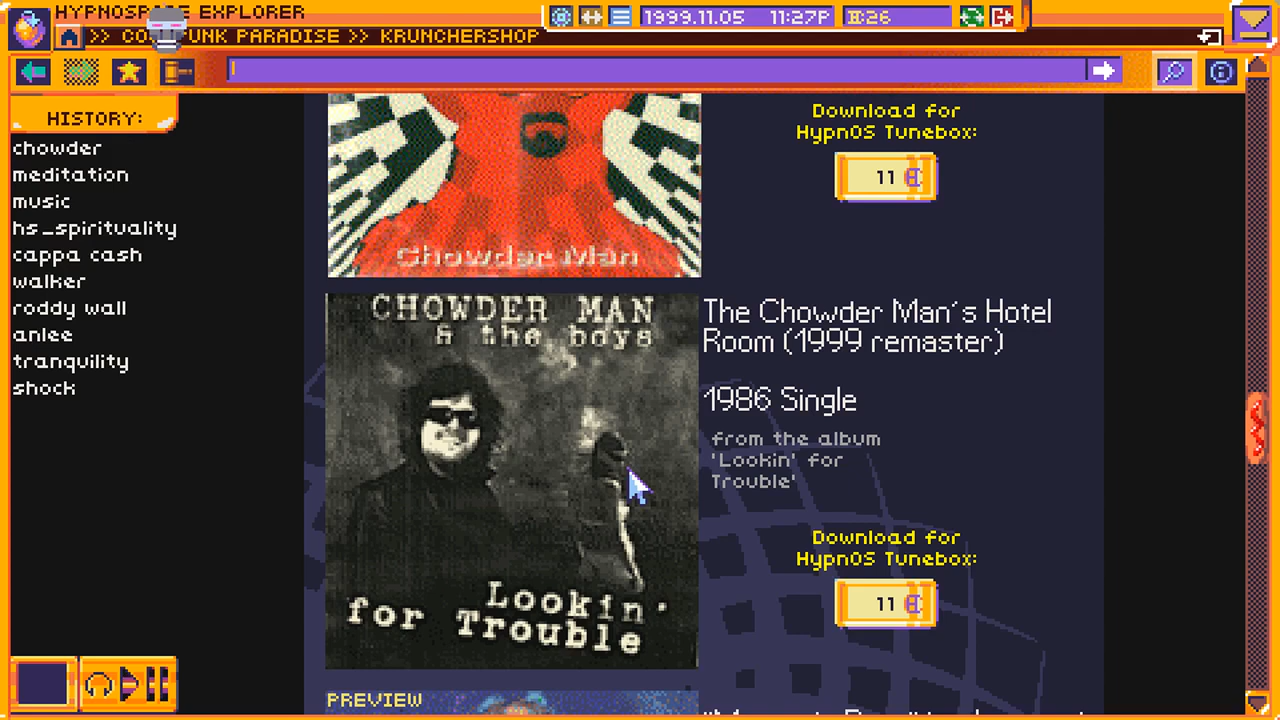 HYPNOSPACE EXPLORER
1999.11.05 11:27P
26
>> CO UNK PARADISE >> KRUNCHERSHOP
HISTORY:
chowder
meditation
music
hs_spirituality
cappa cash
walker
roddy wall
anlee
tranquility
shock
Chowder Man
Download for
HypnOS Tunebox:
11
CHOWDER MAN
& the boys
Lookin'
for Trouble
The Chowder Man's Hotel
Room (1999 remaster)
1986 Single
from the album
'Lookin' for
Trouble'
Download for
HypnOS Tunebox:
11
PREVIEW